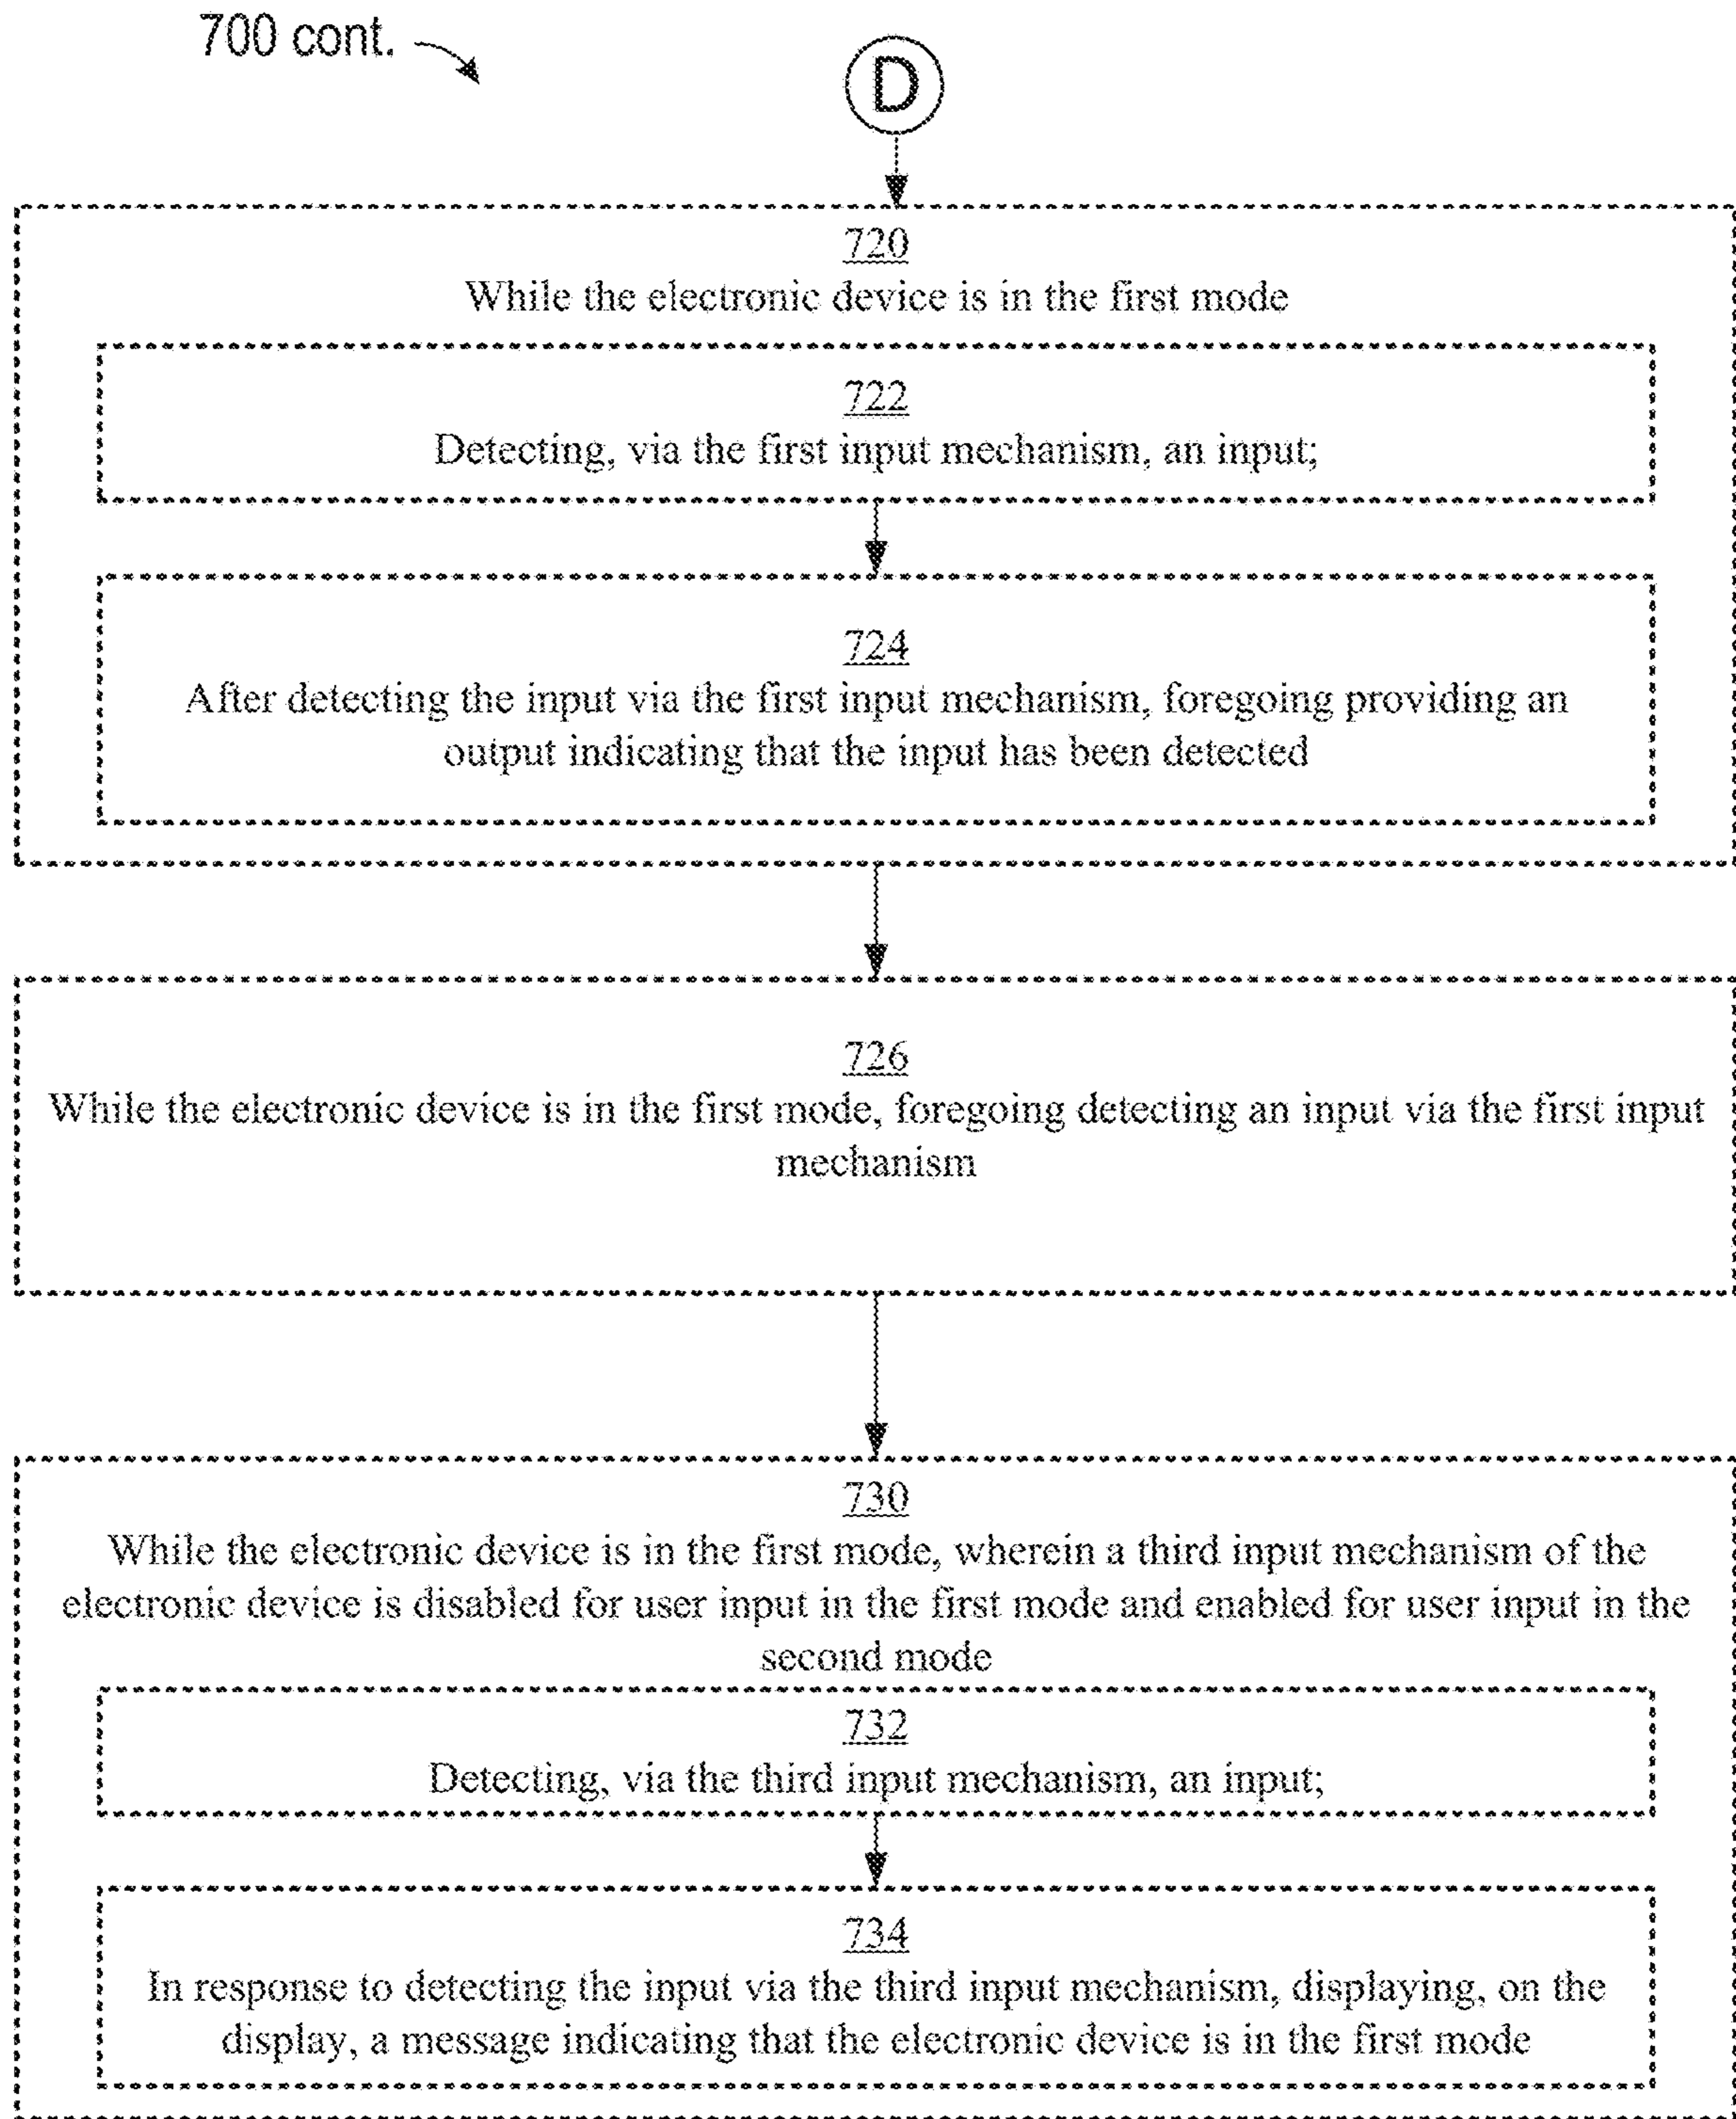 700 cont.
D
720
While the electronic device is in the first mode
722
Detecting, via the first input mechanism, an input;
724
After detecting the input via the first input mechanism, foregoing providing an
output indicating that the input has been detected
726
While the electronic device is in the first mode, foregoing detecting an input via the first input
mechanism
730
While the electronic device is in the first mode, wherein a third input mechanism of the
electronic device is disabled for user input in the first mode and enabled for user input in the
second mode
732
Detecting, via the third input mechanism, an input;
734
In response to detecting the input via the third input mechanism, displaying, on the
display, a message indicating that the electronic device is in the first mode